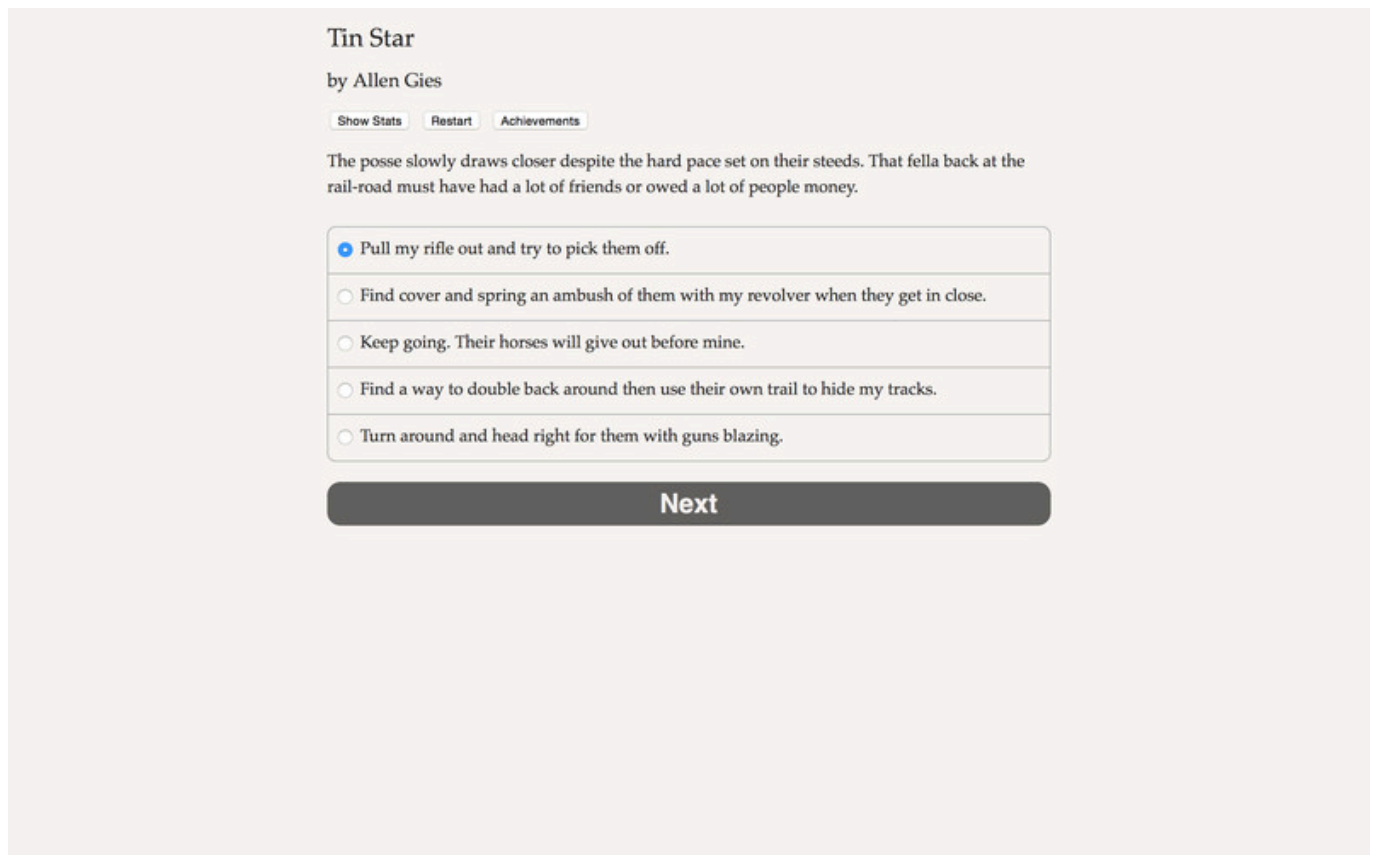 Tin Star
by Allen Gies
Show Stats Restart Achievements
The posse slowly draws closer despite the hard pace set on their steeds. That fella back at the
rail-road must have had a lot of friends or owed a lot of people money.
Pull my rifle out and try to pick them off.
Find cover and spring an ambush of them with my revolver when they get in close.
Keep going. Their horses will give out before mine.
Find a way to double back around then use their own trail to hide my tracks.
Turn around and head right for them with guns blazing.
Next